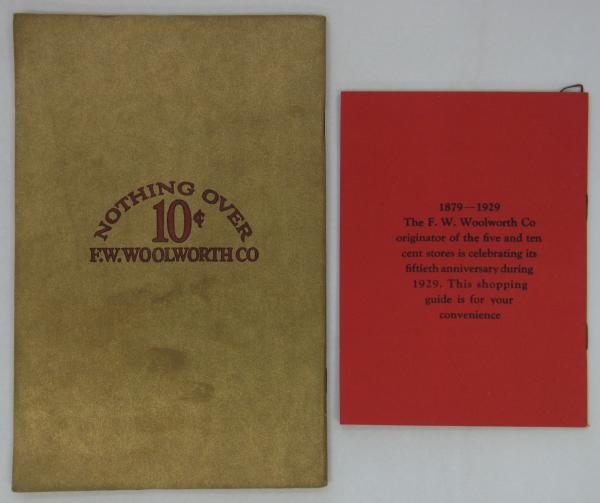 NOTHING OVER
10¢
F.W. WOOLWORTH CO
1879—1929
The F. W. Woolworth Co
originator of the five and ten
cent stores is celebrating its
fiftieth anniversary during
1929. This shopping
guide is for your
convenience